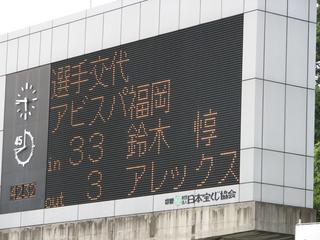 選手交代
アビスパ福岡
in 33 鈴木 惇
out 3 アレックス
45
日本宝くじ協会